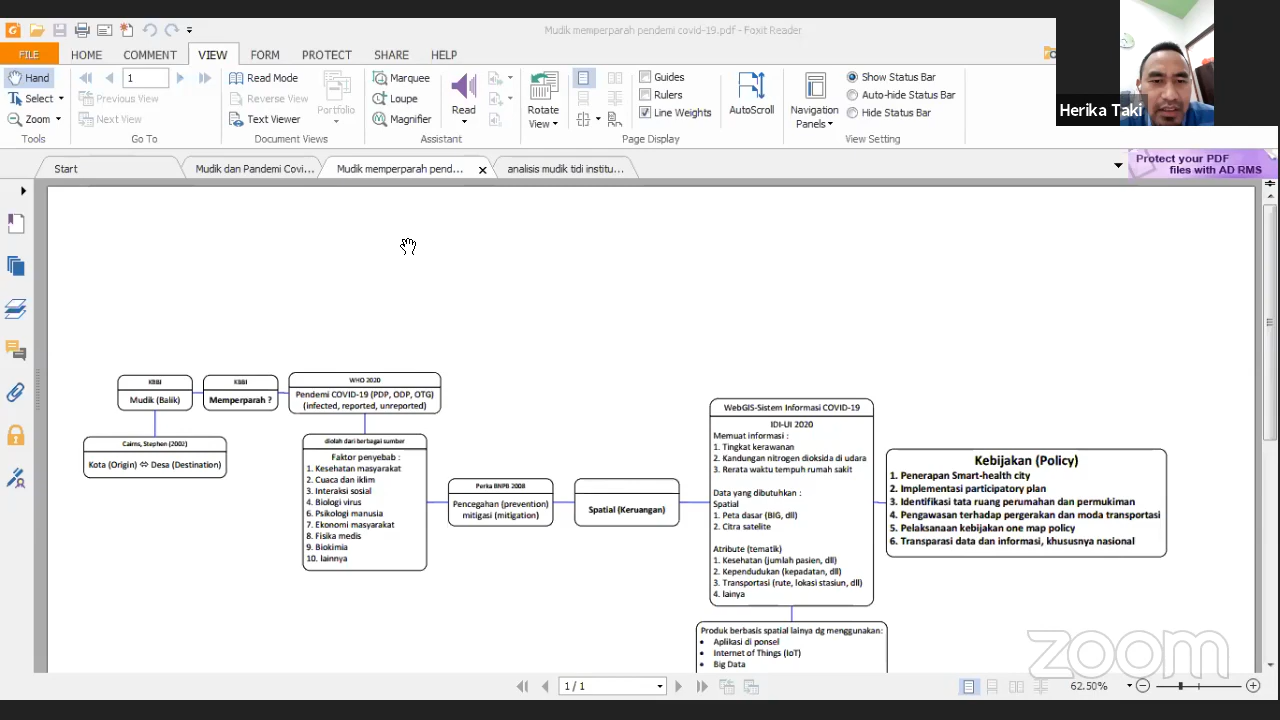 Mudik memperparah pendemi covid-19.pdf - Foxit Reader
FILE HOME COMMENT VIEW FORM PROTECT SHARE HELP
Hand
Select
Zoom
Tools
1
Previous View
Next View
Go To
Read Mode
Reverse View
Text Viewer
Portfolio
Document Views
Marquee
Loupe
Magnifier
Read
Assistant
Rotate
View
Guides
Rulers
Line Weights
Page Display
AutoScroll
Navigation
Panels
Show Status Bar
Auto-hide Status Bar
Hide Status Bar
View Setting
Herika Taki
Start
Mudik dan Pandemi Covi...
Mudik memperparah pend...
analisis mudik tidi institu...
Protect your PDF
files with AD RMS
KBBI
Mudik (Balik)
KBBI
Memperparah ?
WHO 2020
Pendemi COVID-19 (PDP, ODP, OTG)
(infected, reported, unreported)
Cairns, Stephen (2002)
Kota (Origin) ⇔ Desa (Destination)
diolah dari berbagai sumber
Faktor penyebab :
1. Kesehatan masyarakat
2. Cuaca dan iklim
3. Interaksi sosial
4. Biologi virus
6. Psikologi manusia
7. Ekonomi masyarakat
8. Fisika medis
9. Biokimia
10. lainnya
Perka BNPB 2008
Pencegahan (prevention)
mitigasi (mitigation)
Spatial (Keruangan)
WebGIS-Sistem Informasi COVID-19
IDI-UI 2020
Memuat informasi :
1. Tingkat kerawanan
2. Kandungan nitrogen dioksida di udara
3. Rerata waktu tempuh rumah sakit
Data yang dibutuhkan :
Spatial
1. Peta dasar (BIG, dll)
2. Citra satelite
Atribute (tematik)
1. Kesehatan (jumlah pasien, dll)
2. Kependudukan (kepadatan, dll)
3. Transportasi (rute, lokasi stasiun, dll)
4. lainya
Kebijakan (Policy)
1. Penerapan Smart-health city
2. Implementasi participatory plan
3. Identifikasi tata ruang perumahan dan permukiman
4. Pengawasan terhadap pergerakan dan moda transportasi
5. Pelaksanaan kebijakan one map policy
6. Transparasi data dan informasi, khususnya nasional
Produk berbasis spatial lainya dg menggunakan:
• Aplikasi di ponsel
• Internet of Things (IoT)
• Big Data
zoom
1 / 1
62.50%